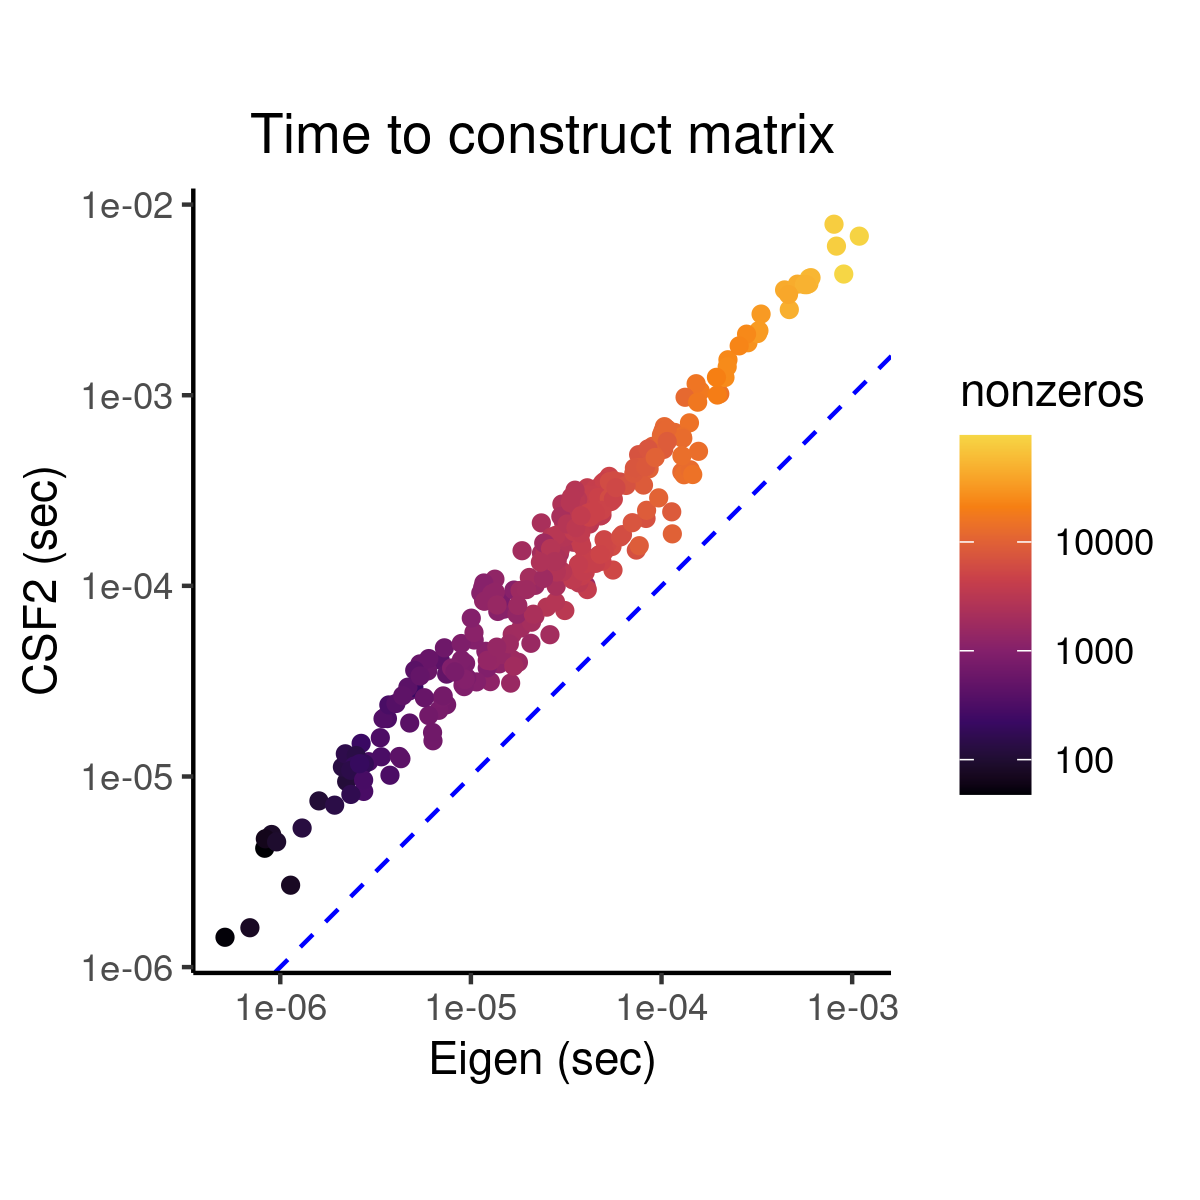 Time to construct matrix
1e-02
1e-03
1e-04
1e-05
1e-06
CSF2 (sec)
1e-06
1e-05
1e-04
1e-03
Eigen (sec)
nonzeros
10000
1000
100